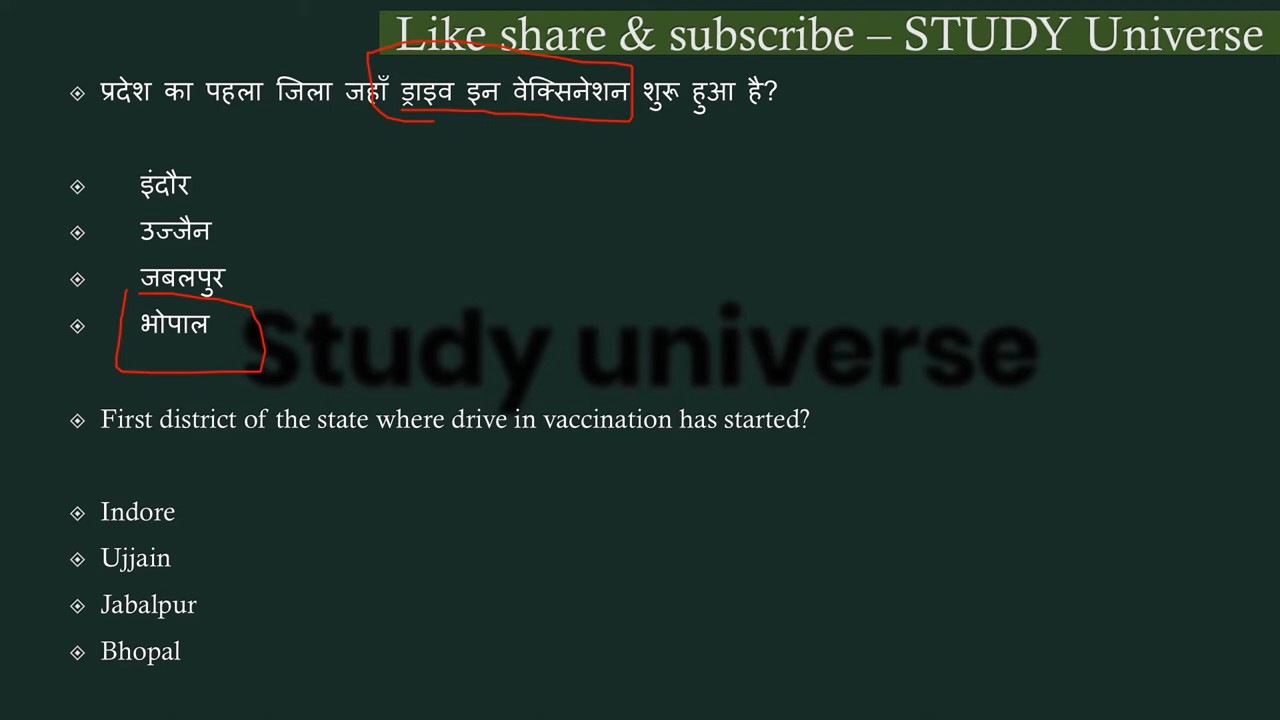 Like share & subscribe – STUDY Universe
प्रदेश का पहला जिला जहाँ ड्राइव इन वेक्सिनेशन शुरू हुआ है?
इंदौर
उज्जैन
जबलपुर
भोपाल
Study universe
First district of the state where drive in vaccination has started?
Indore
Ujjain
Jabalpur
Bhopal